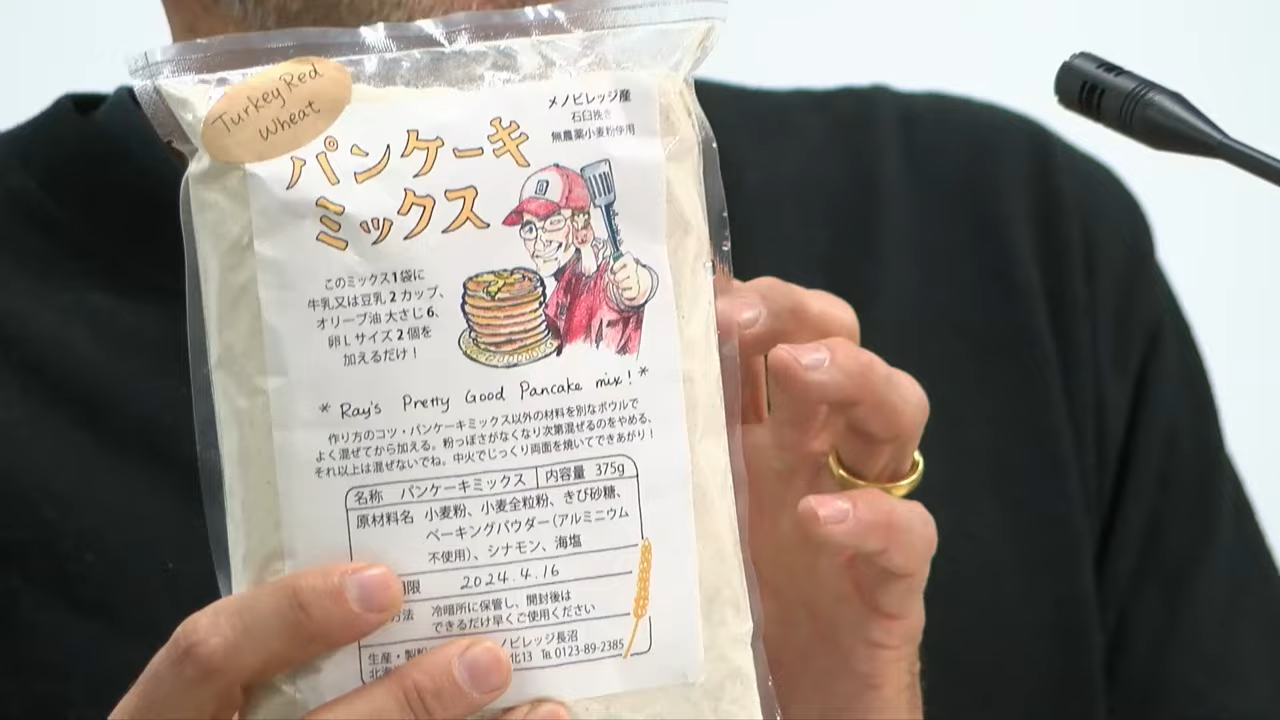 Turkey Red
Wheat
メノビレッジ産
石臼挽き
無農薬小麦粉使用
パンケーキ
ミックス
このミックス1袋に
牛乳又は豆乳2カップ、
オリーブ油 大さじ6、
卵Lサイズ2個を
加えるだけ！
* Ray's Pretty Good Pancake mix! *
作り方のコツ・パンケーキミックス以外の材料を別なボウルで
よく混ぜてから加える。粉っぽさがなくなり次第混ぜるのをやめる、
それ以上は混ぜないでね。中火でじっくり両面を焼いてできあがり！
名称 パンケーキミックス 内容量 375g
原材料名 小麦粉、小麦全粒粉、きび砂糖、
ベーキングパウダー(アルミニウム
不使用)、シナモン、海塩
限 2024.4.16
方法 冷暗所に保管し、開封後は
できるだけ早くご使用ください
生産・製粉 ノビレッジ長沼
北海 北13 ℡ 0123-89-2385